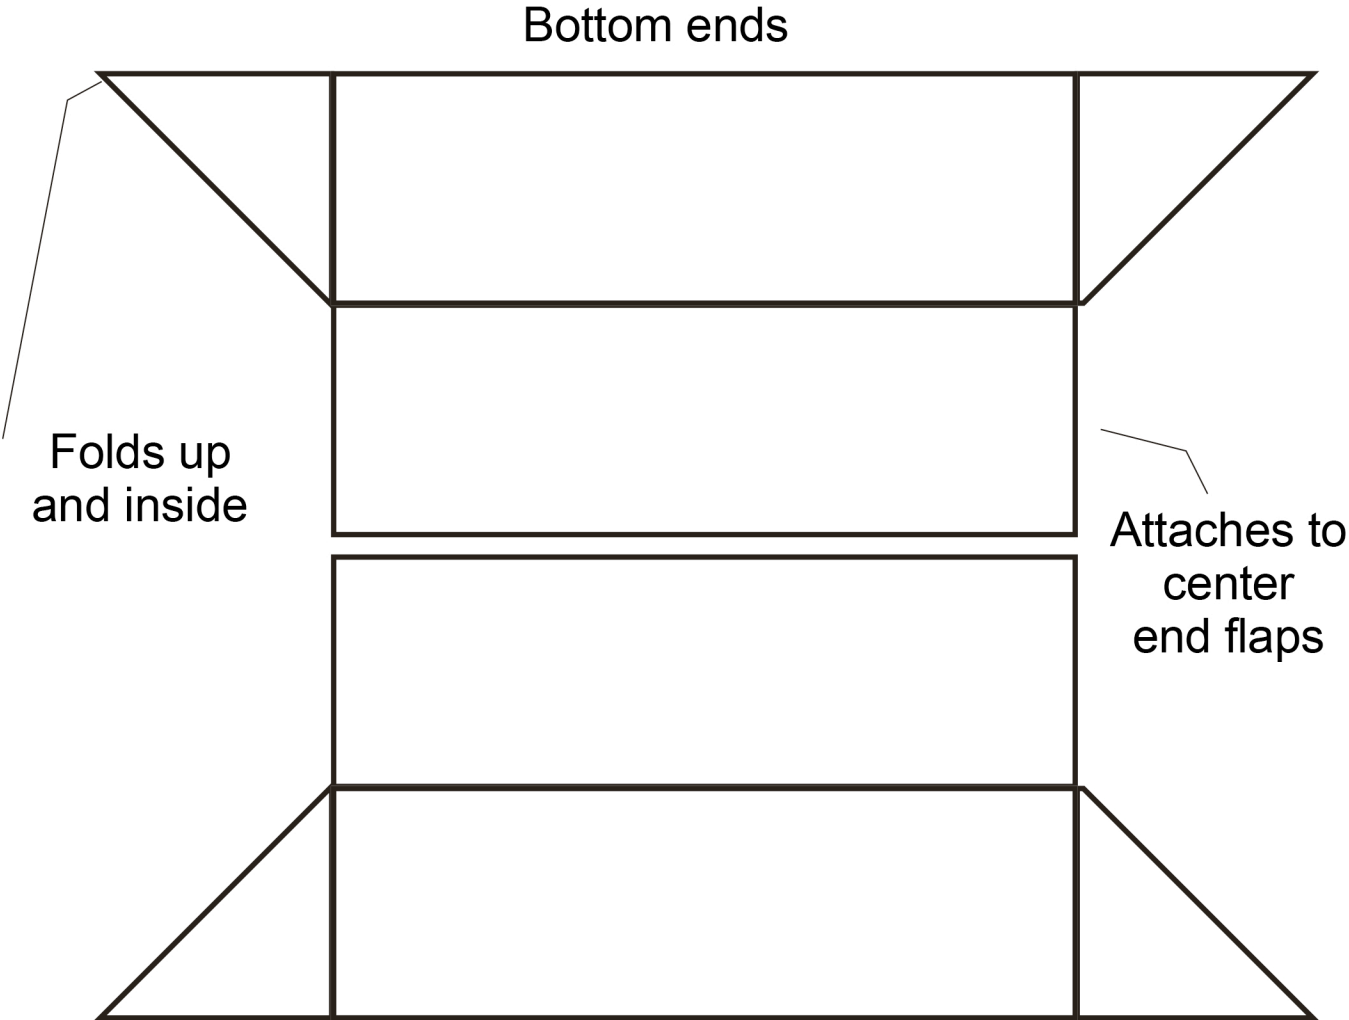 Bottom ends
Folds up
and inside
Attaches to
center
end flaps